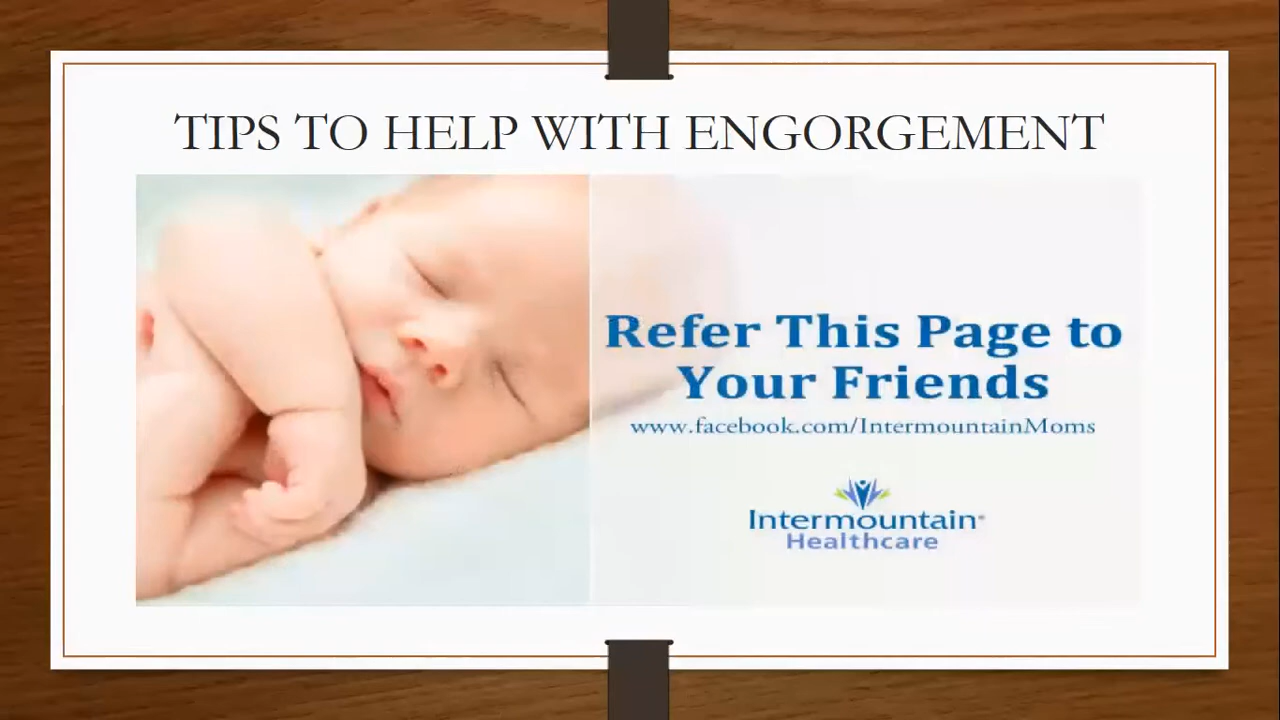 TIPS TO HELP WITH ENGORGEMENT
Refer This Page to
Your Friends
www.facebook.com/IntermountainMoms
Intermountain®
Healthcare